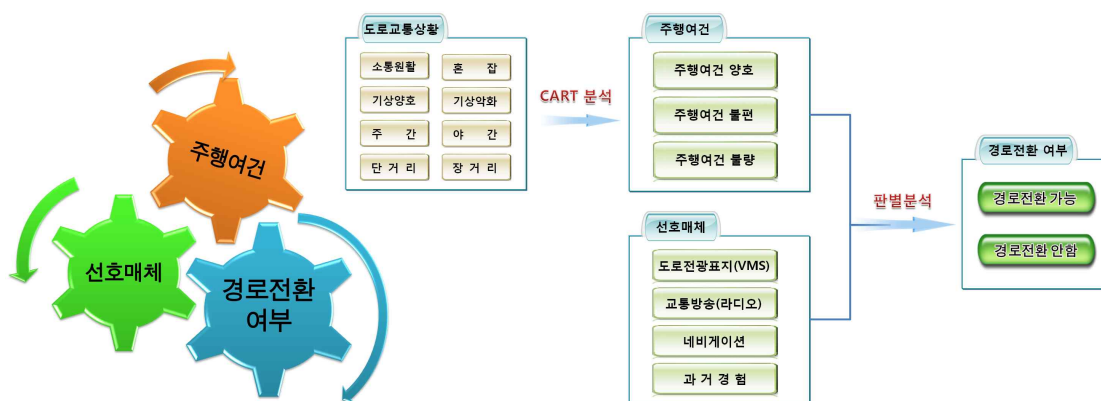 주행여건
선호매체
경로전환
여부
도로교통상황
소통원활
혼 잡
기상양호
기상악화
주 간
야 간
단 거 리
장 거 리
CART 분석
주행여건
주행여건 양호
주행여건 불편
주행여건 불량
선호매체
도로전광표지(VMS)
교통방송(라디오)
네비게이션
과 거 경 험
판별분석
경로전환 여부
경로전환 가능
경로전환 안함